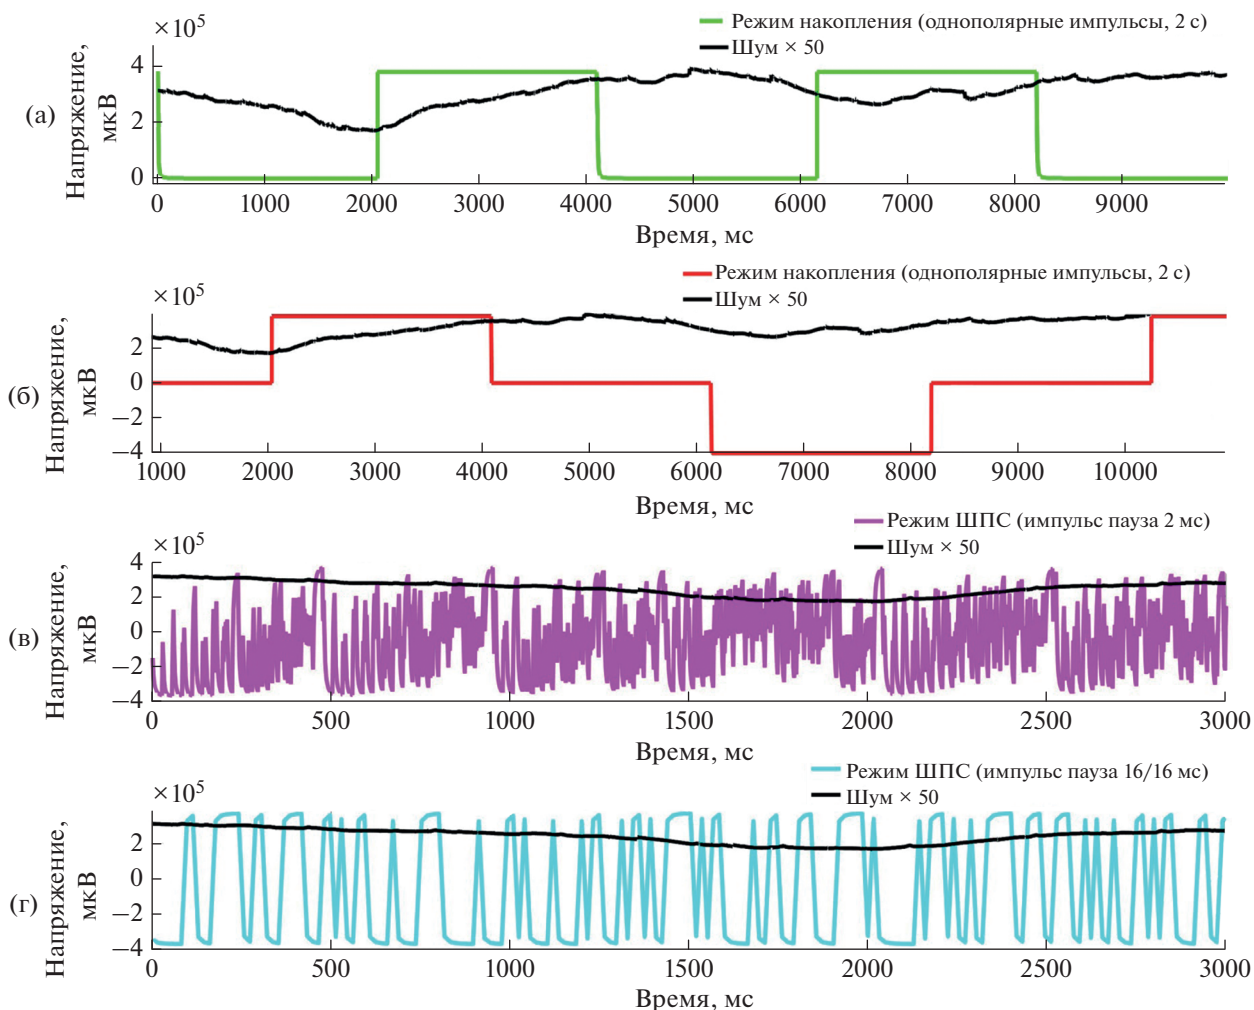 ×10⁵
Режим накопления (однополярные импульсы, 2 с)
Шум × 50
(а)
Напряжение,
мкВ
4
2
0
0 1000 2000 3000 4000 5000 6000 7000 8000 9000
Время, мс
×10⁵
Режим накопления (однополярные импульсы, 2 с)
Шум × 50
(б)
Напряжение,
мкВ
2
0
−2
−4
1000 2000 3000 4000 5000 6000 7000 8000 9000 10000
Время, мс
×10⁵
Режим ШПС (импульс пауза 2 мс)
Шум × 50
(в)
Напряжение,
мкВ
4
2
0
−2
−4
0 500 1000 1500 2000 2500 3000
Время, мс
×10⁵
Режим ШПС (импульс пауза 16/16 мс)
Шум × 50
(г)
Напряжение,
мкВ
2
0
−2
−4
0 500 1000 1500 2000 2500 3000
Время, мс